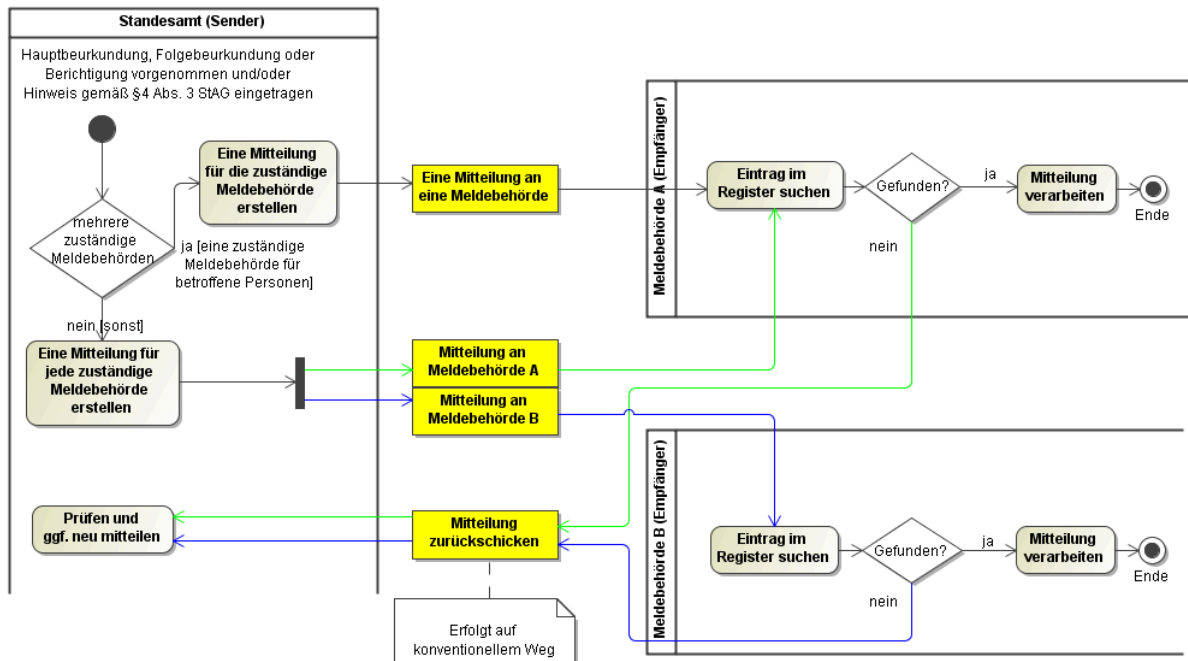 Standesamt (Sender)
Hauptbeurkundung, Folgebeurkundung oder
Berichtigung vorgenommen und/oder
Hinweis gemäß §4 Abs. 3 StAG eingetragen
Eine Mitteilung
für die zuständige
Meldebehörde
erstellen
mehrere
zuständige
Meldebehörden
ja [eine zuständige
Meldebehörde für
betroffene Personen]
nein [sonst]
Eine Mitteilung für
jede zuständige
Meldebehörde
erstellen
Prüfen und
ggf. neu mitteilen
Eine Mitteilung an
eine Meldebehörde
Mitteilung an
Meldebehörde A
Mitteilung an
Meldebehörde B
Mitteilung
zurückschicken
Erfolgt auf
konventionellem Weg
Meldebehörde A (Empfänger)
Eintrag im
Register suchen
Gefunden?
ja
nein
Mitteilung
verarbeiten
Ende
Meldebehörde B (Empfänger)
Eintrag im
Register suchen
Gefunden?
ja
nein
Mitteilung
verarbeiten
Ende